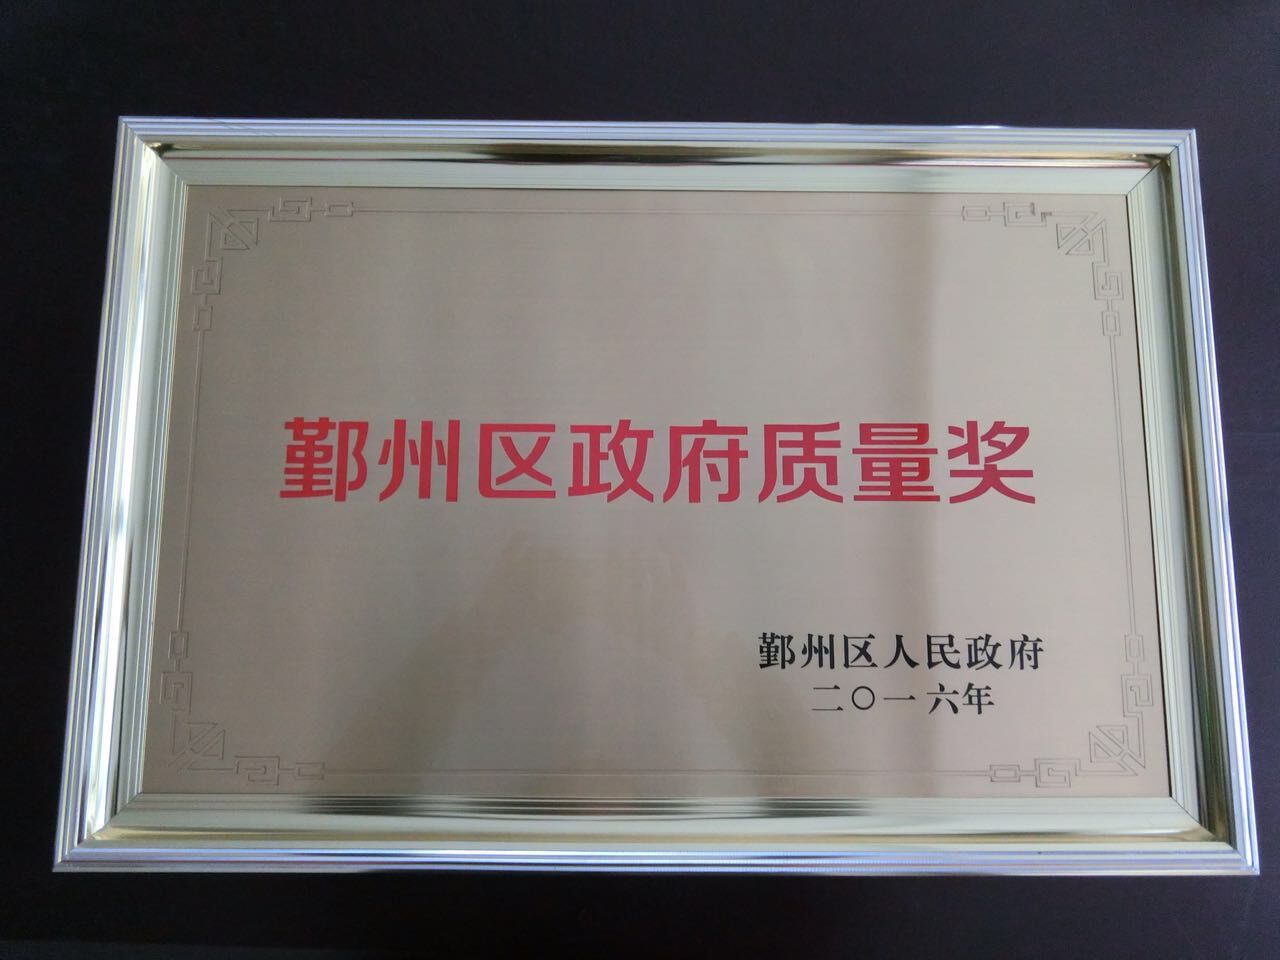 鄞州区政府质量奖
鄞州区人民政府
二〇一六年